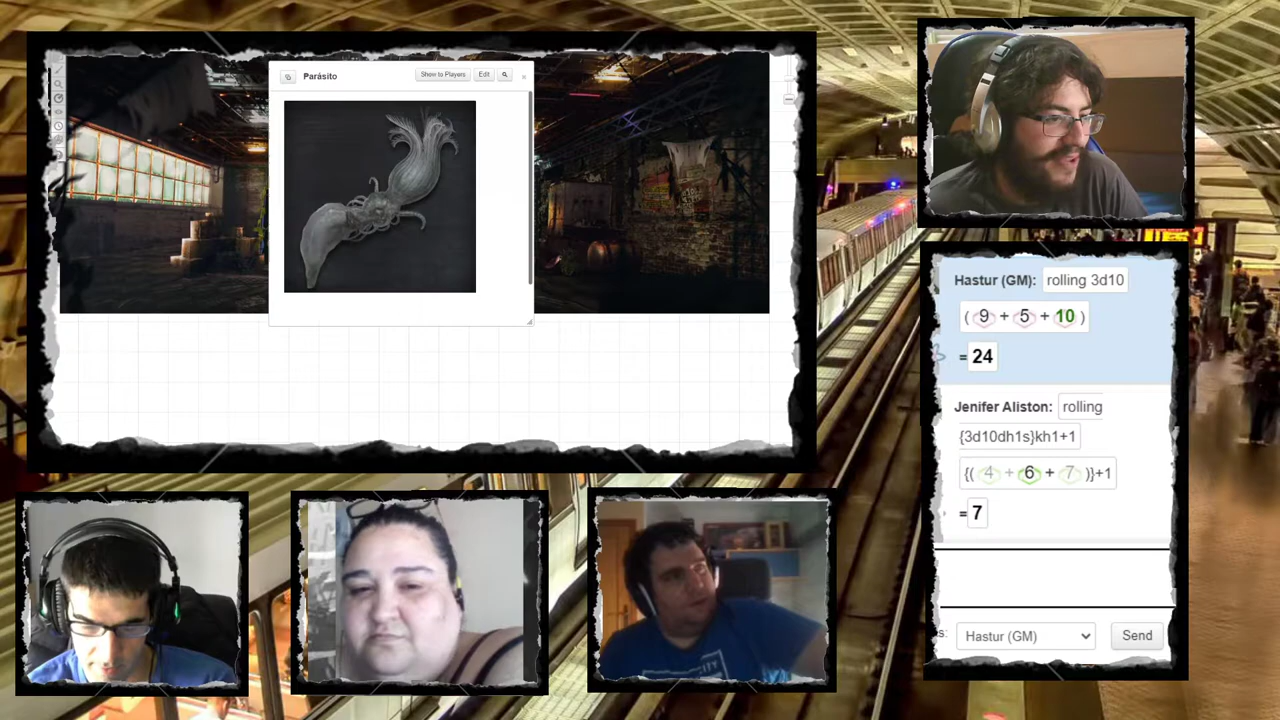 Parásito
Show to Players
Edit
Hastur (GM): rolling 3d10
( 9 + 5 + 10 )
= 24
Jenifer Aliston: rolling
{3d10dh1s}kh1+1
{( 4 + 6 + 7 )}+1
= 7
s:
Hastur (GM)
Send
CITY